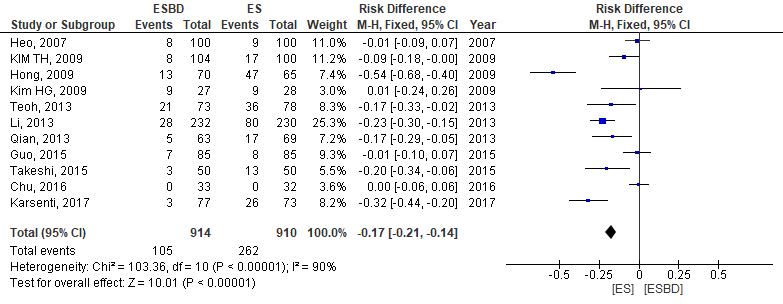 ESBD ES Risk Difference Risk Difference
Study or Subgroup Events Total Events Total Weight M-H, Fixed, 95% CI Year M-H, Fixed, 95% CI
Heo, 2007 8 100 9 100 11.0% -0.01 [-0.09, 0.07] 2007
KIM TH, 2009 8 104 17 100 11.2% -0.09 [-0.18, -0.00] 2009
Hong, 2009 13 70 47 65 7.4% -0.54 [-0.68, -0.40] 2009
Kim HG, 2009 9 27 9 28 3.0% 0.01 [-0.24, 0.26] 2009
Teoh, 2013 21 73 36 78 8.3% -0.17 [-0.33, -0.02] 2013
Li, 2013 28 232 80 230 25.3% -0.23 [-0.30, -0.15] 2013
Qian, 2013 5 63 17 69 7.2% -0.17 [-0.29, -0.05] 2013
Guo, 2015 7 85 8 85 9.3% -0.01 [-0.10, 0.07] 2015
Takeshi, 2015 3 50 13 50 5.5% -0.20 [-0.34, -0.06] 2015
Chu, 2016 0 33 0 32 3.6% 0.00 [-0.06, 0.06] 2016
Karsenti, 2017 3 77 26 73 8.2% -0.32 [-0.44, -0.20] 2017
Total (95% CI) 914 910 100.0% -0.17 [-0.21, -0.14]
Total events 105 262
Heterogeneity: Chi² = 103.36, df = 10 (P < 0.00001); I² = 90%
Test for overall effect: Z = 10.01 (P < 0.00001)
-0.5 -0.25 0 0.25 0.5
[ES] [ESBD]